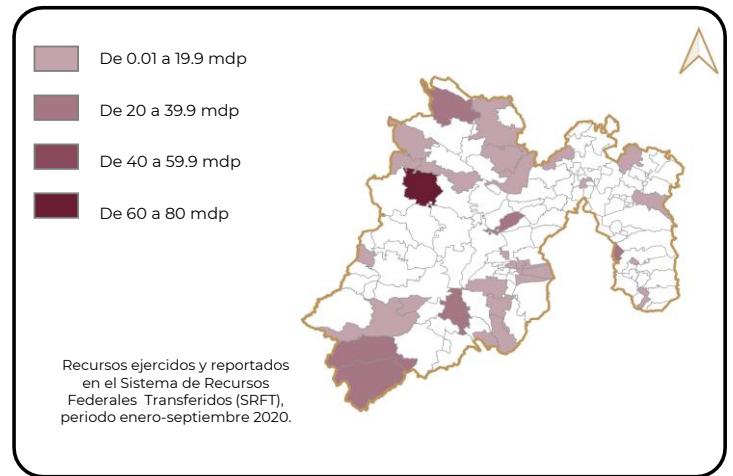 De 0.01 a 19.9 mdp
De 20 a 39.9 mdp
De 40 a 59.9 mdp
De 60 a 80 mdp
Recursos ejercidos y reportados
en el Sistema de Recursos
Federales Transferidos (SRFT),
periodo enero-septiembre 2020.